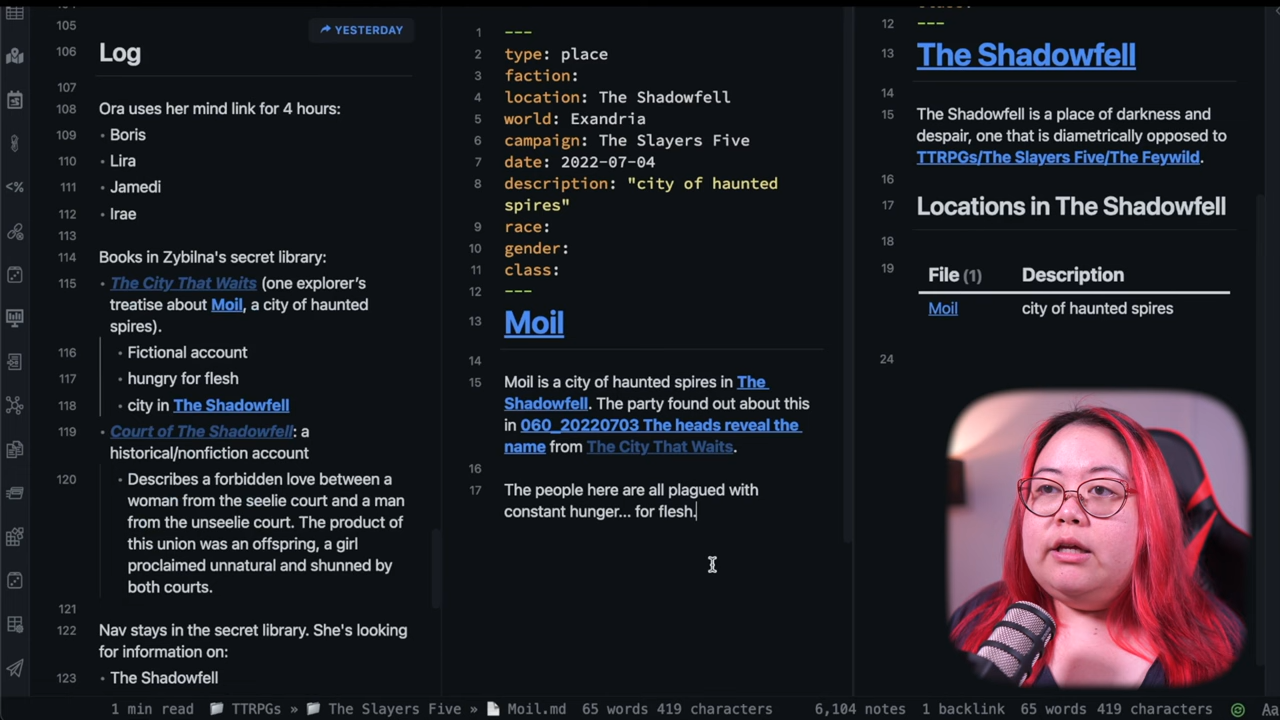 105
YESTERDAY
106 Log
107
108 Ora uses her mind link for 4 hours:
109 • Boris
110 • Lira
111 • Jamedi
112 • Irae
113
114 Books in Zybilna's secret library:
115 • The City That Waits (one explorer's
treatise about Moil, a city of haunted
spires).
116 • Fictional account
117 • hungry for flesh
118 • city in The Shadowfell
119 • Court of The Shadowfell: a
historical/nonfiction account
120 • Describes a forbidden love between a
woman from the seelie court and a man
from the unseelie court. The product of
this union was an offspring, a girl
proclaimed unnatural and shunned by
both courts.
121
122 Nav stays in the secret library. She's looking
for information on:
123 • The Shadowfell
1 ---
2 type: place
3 faction:
4 location: The Shadowfell
5 world: Exandria
6 campaign: The Slayers Five
7 date: 2022-07-04
8 description: "city of haunted
spires"
9 race:
10 gender:
11 class:
12 ---
13 Moil
14
15 Moil is a city of haunted spires in The
Shadowfell. The party found out about this
in 060_20220703 The heads reveal the
name from The City That Waits.
16
17 The people here are all plagued with
constant hunger... for flesh.
12 ---
13 The Shadowfell
14
15 The Shadowfell is a place of darkness and
despair, one that is diametrically opposed to
TTRPGs/The Slayers Five/The Feywild.
16
17 Locations in The Shadowfell
18
19 File (1) Description
Moil city of haunted spires
24
1 min read TTRPGs » The Slayers Five » Moil.md 65 words 419 characters 6,104 notes 1 backlink 65 words 419 characters Aa